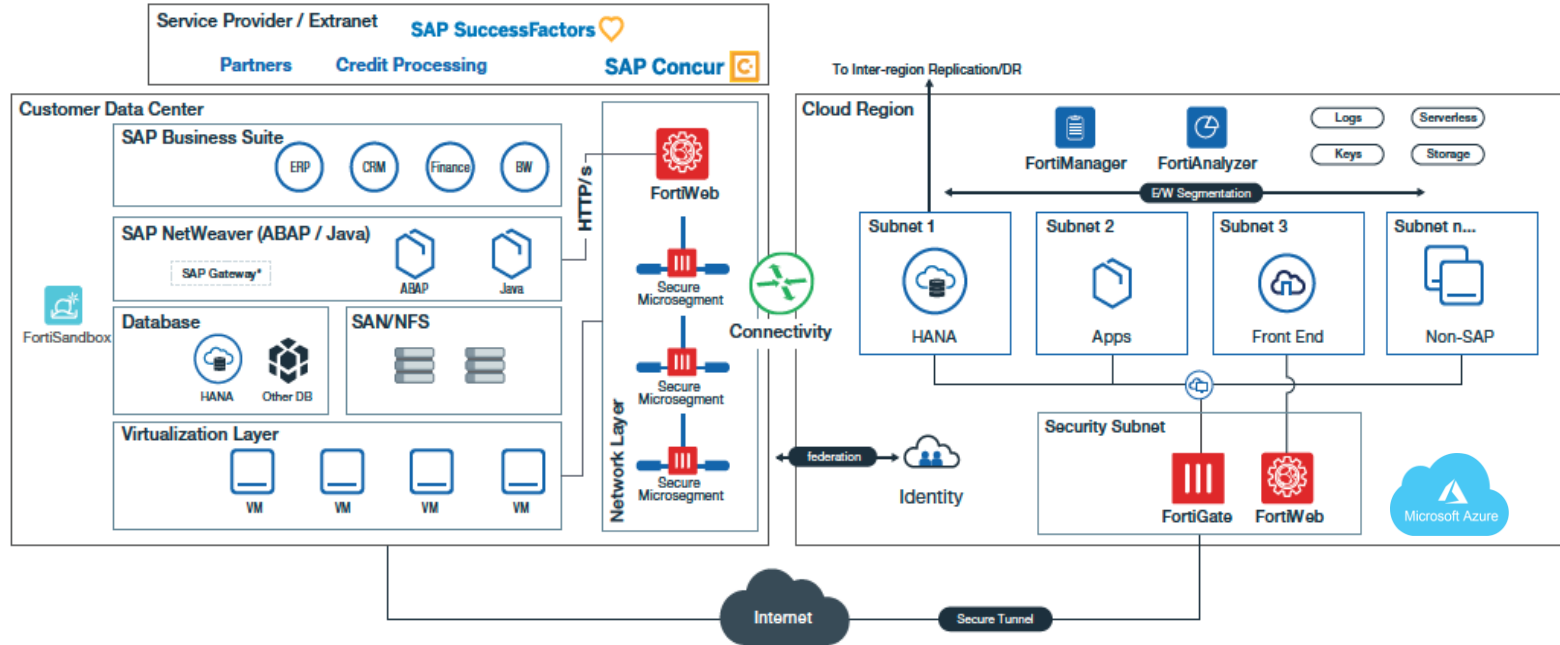 Service Provider / Extranet
SAP SuccessFactors
Partners
Credit Processing
SAP Concur
C·
Customer Data Center
SAP Business Suite
ERP
CRM
Finance
BW
SAP NetWeaver (ABAP / Java)
SAP Gateway*
ABAP
Java
HTTP/s
FortiSandbox
Database
HANA
Other DB
SAN/NFS
Virtualization Layer
VM
VM
VM
VM
Network Layer
FortiWeb
Secure
Microsegment
Secure
Microsegment
Secure
Microsegment
Connectivity
To Inter-region Replication/DR
Cloud Region
FortiManager
FortiAnalyzer
Logs
Serverless
Keys
Storage
E/W Segmentation
Subnet 1
HANA
Subnet 2
Apps
Subnet 3
Front End
Subnet n...
Non-SAP
federation
Identity
Security Subnet
FortiGate
FortiWeb
Microsoft Azure
Internet
Secure Tunnel